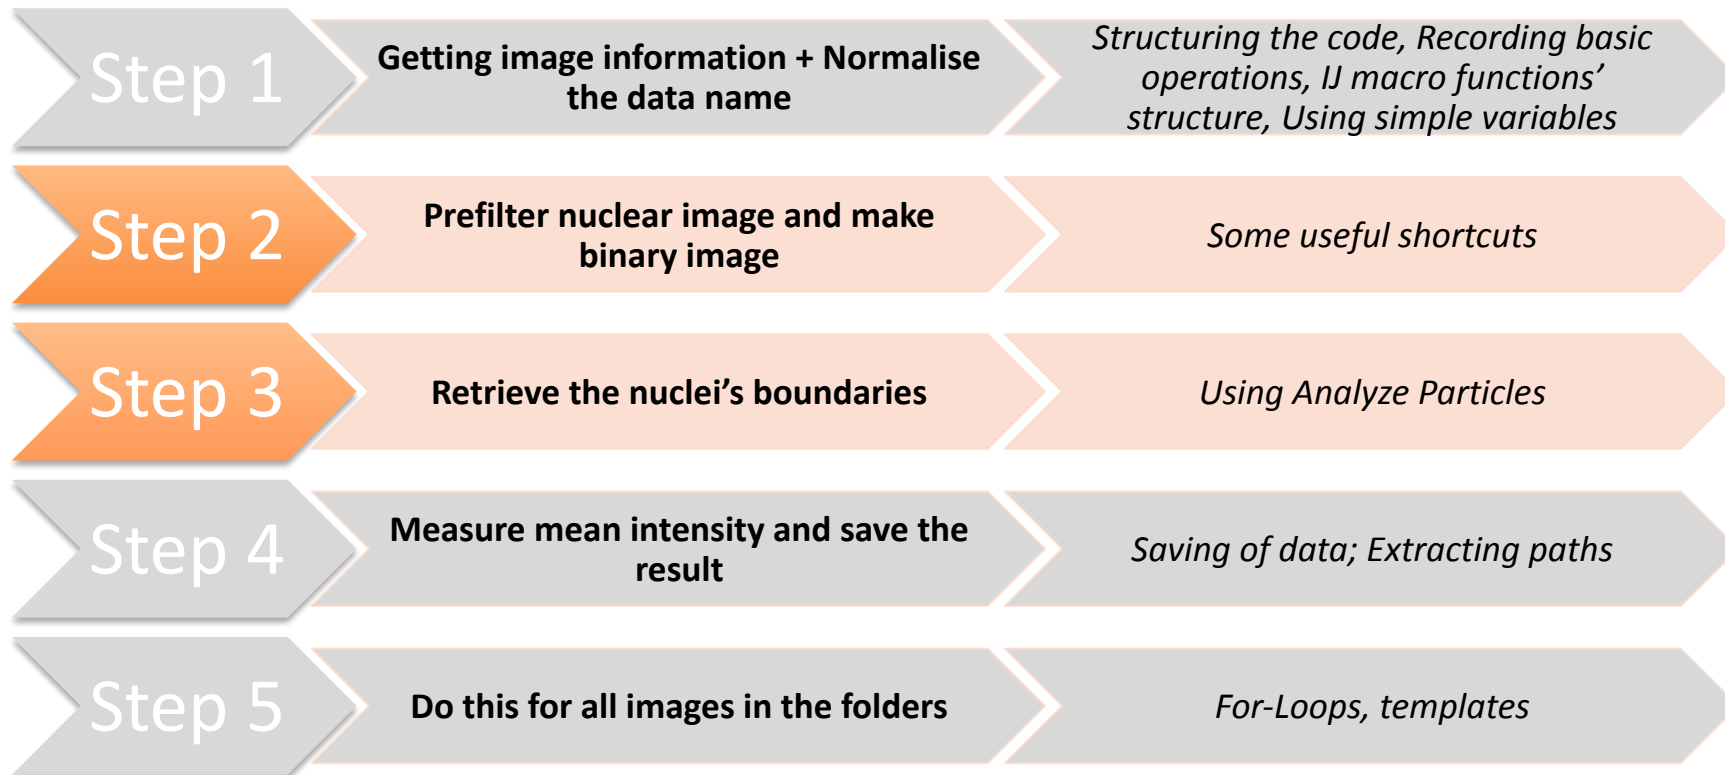 Step 1
Getting image information + Normalise
the data name
Structuring the code, Recording basic
operations, IJ macro functions’
structure, Using simple variables
Step 2
Prefilter nuclear image and make
binary image
Some useful shortcuts
Step 3
Retrieve the nuclei’s boundaries
Using Analyze Particles
Step 4
Measure mean intensity and save the
result
Saving of data; Extracting paths
Step 5
Do this for all images in the folders
For-Loops, templates